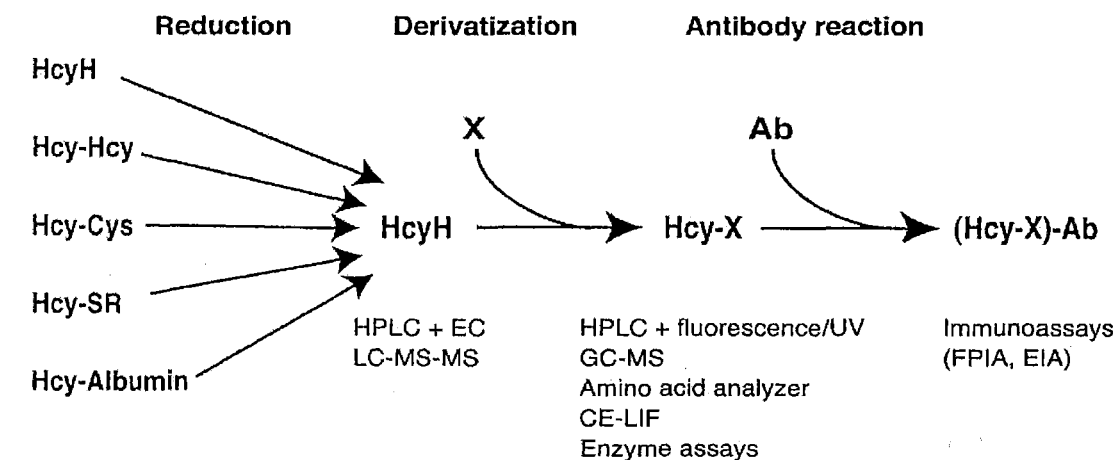 Reduction Derivatization Antibody reaction
HcyH
Hcy-Hcy
Hcy-Cys
Hcy-SR
Hcy-Albumin
X
Ab
HcyH
Hcy-X
(Hcy-X)-Ab
HPLC + EC
LC-MS-MS
HPLC + fluorescence/UV
GC-MS
Amino acid analyzer
CE-LIF
Enzyme assays
Immunoassays
(FPIA, EIA)